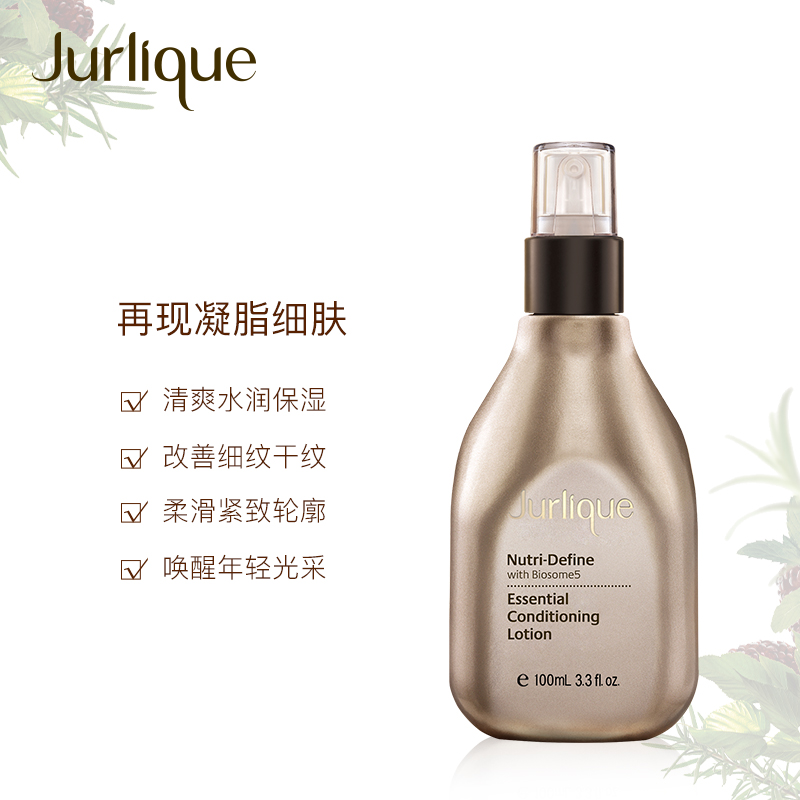 Jurlique
再现凝脂细肤
清爽水润保湿
改善细纹干纹
柔滑紧致轮廓
唤醒年轻光采
Jurlique
Nutri-Define
with Biosome5
Essential
Conditioning
Lotion
e 100mL 3.3 fl. oz.